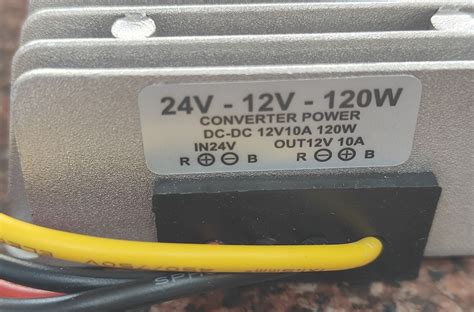 24V - 12V - 120W
CONVERTER POWER
DC-DC 12V10A 120W
IN24V OUT12V 10A
R ⊕ ⊖ B R ⊖ ⊕ B